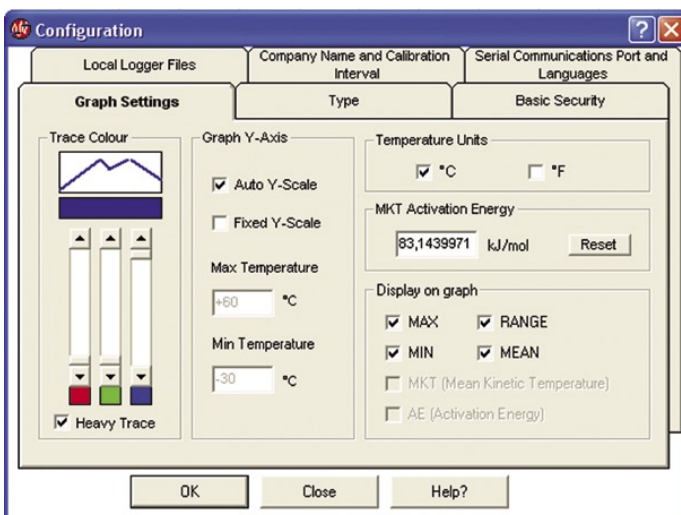 Configuration
Local Logger Files
Company Name and Calibration
Interval
Serial Communications Port and
Languages
Graph Settings
Type
Basic Security
Trace Colour
Heavy Trace
Graph Y-Axis
Auto Y-Scale
Fixed Y-Scale
Max Temperature
+60 °C
Min Temperature
-30 °C
Temperature Units
°C °F
MKT Activation Energy
83,1439971 kJ/mol Reset
Display on graph
MAX RANGE
MIN MEAN
MKT (Mean Kinetic Temperature)
AE (Activation Energy)
OK Close Help?